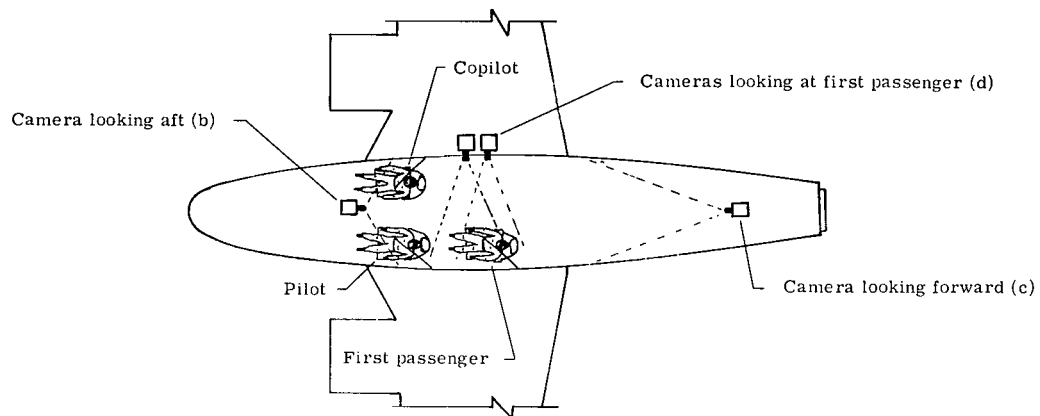 Copilot
Cameras looking at first passenger (d)
Camera looking aft (b)
Pilot
Camera looking forward (c)
First passenger